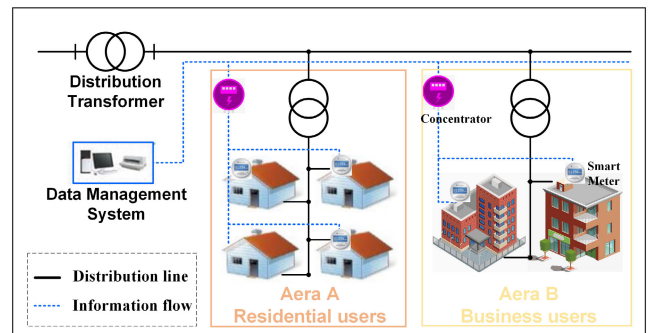 Distribution
Transformer
Concentrator
Smart
Meter
Data Management
System
Distribution line
Information flow
Aera A
Residential users
Aera B
Business users